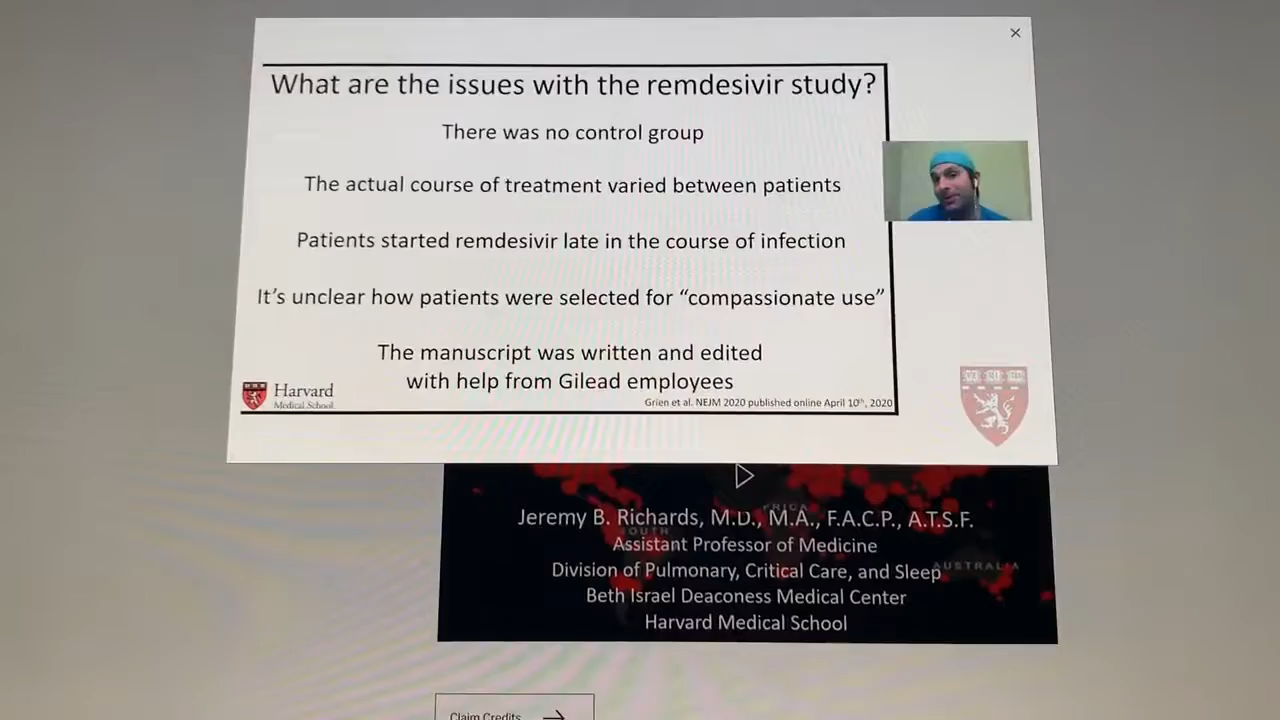 ×
What are the issues with the remdesivir study?
There was no control group
The actual course of treatment varied between patients
Patients started remdesivir late in the course of infection
It's unclear how patients were selected for “compassionate use”
The manuscript was written and edited
with help from Gilead employees
Harvard
Medical School
Grien et al. NEJM 2020 published online April 10th, 2020
VE RI TAS
Jeremy B. Richards, M.D., M.A., F.A.C.P., A.T.S.F.
Assistant Professor of Medicine
Division of Pulmonary, Critical Care, and Sleep
AUSTRALIA
Beth Israel Deaconess Medical Center
Harvard Medical School
Claim Credits